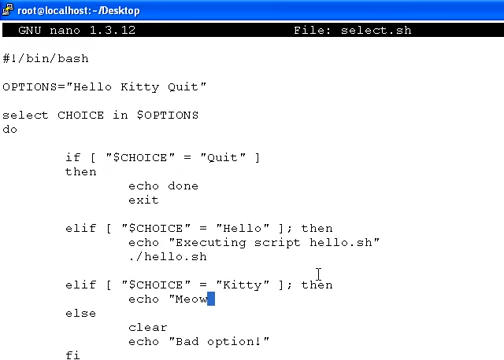 root@localhost:~/Desktop
GNU nano 1.3.12 File: select.sh
#!/bin/bash
OPTIONS="Hello Kitty Quit"
select CHOICE in $OPTIONS
do
if [ "$CHOICE" = "Quit" ]
then
echo done
exit
elif [ "$CHOICE" = "Hello" ]; then
echo "Executing script hello.sh"
./hello.sh
elif [ "$CHOICE" = "Kitty" ]; then
echo "Meow
else
clear
echo "Bad option!"
fi